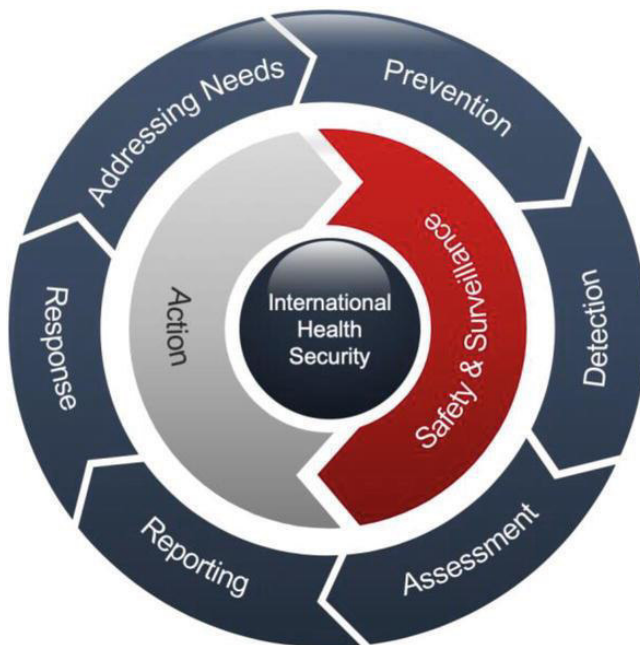 Addressing Needs
Prevention
Detection
Assessment
Reporting
Response
Action
Safety & Surveillance
International
Health
Security